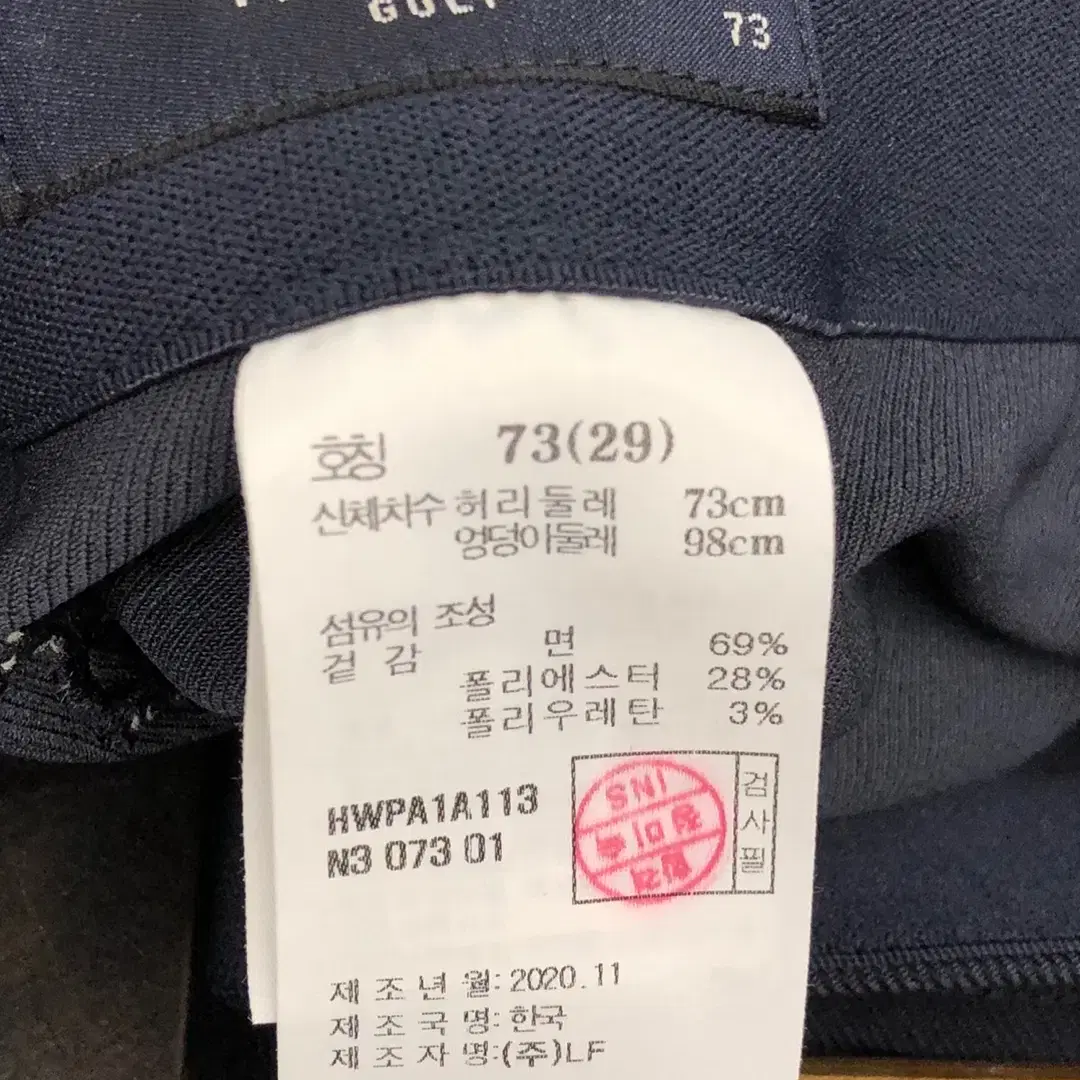 GOLF
73
호칭 73(29)
신체치수 허리둘레 73cm
엉덩이둘레 98cm
섬유의 조성
겉감 면 69%
폴리에스터 28%
폴리우레탄 3%
HWPA1A113
N3 073 01
INS
검사필
제조년월: 2020.11
제조국명: 한국
제조자명: (주)LF